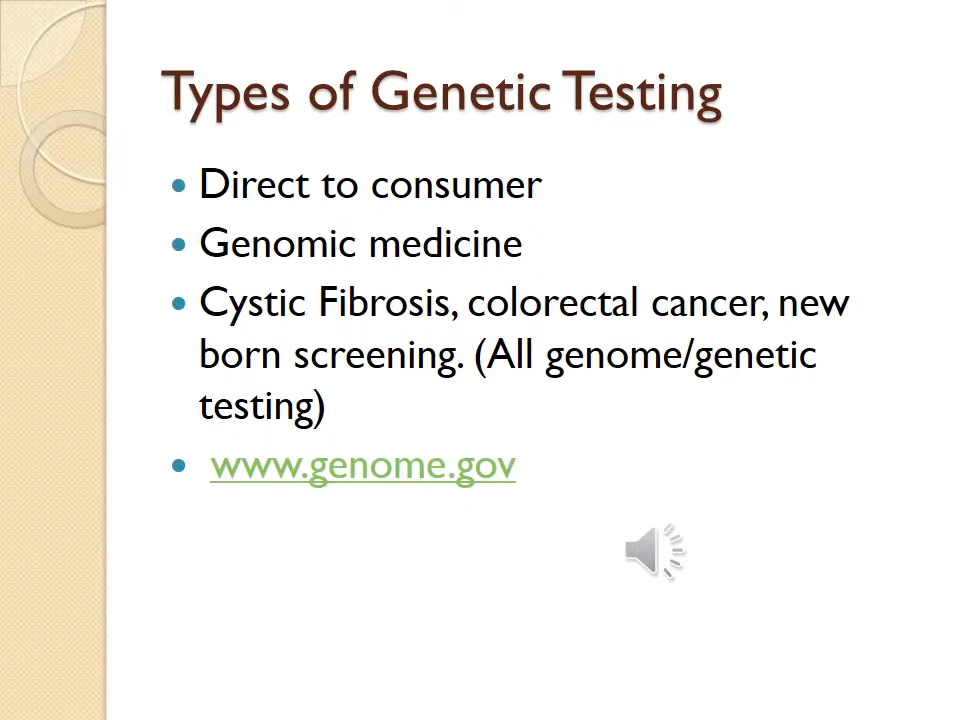 Types of Genetic Testing
• Direct to consumer
• Genomic medicine
• Cystic Fibrosis, colorectal cancer, new
born screening. (All genome/genetic
testing)
• www.genome.gov